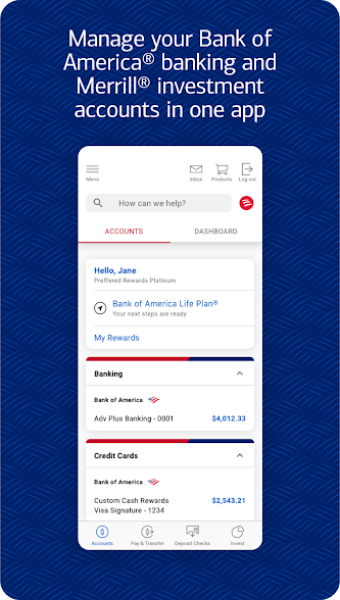 Manage your Bank of
America® banking and
Merrill® investment
accounts in one app
Menu
Inbox Products Log out
How can we help?
ACCOUNTS DASHBOARD
Hello, Jane
Preffered Rewards Platinum
Bank of America Life Plan®
Your next steps are ready
My Rewards
Banking
Bank of America
Adv Plus Banking - 0001 $4,012.33
Credit Cards
Bank of America
Custom Cash Rewards
Visa Signature - 1234 $2,543.21
Accounts Pay & Transfer Deposit Checks Invest